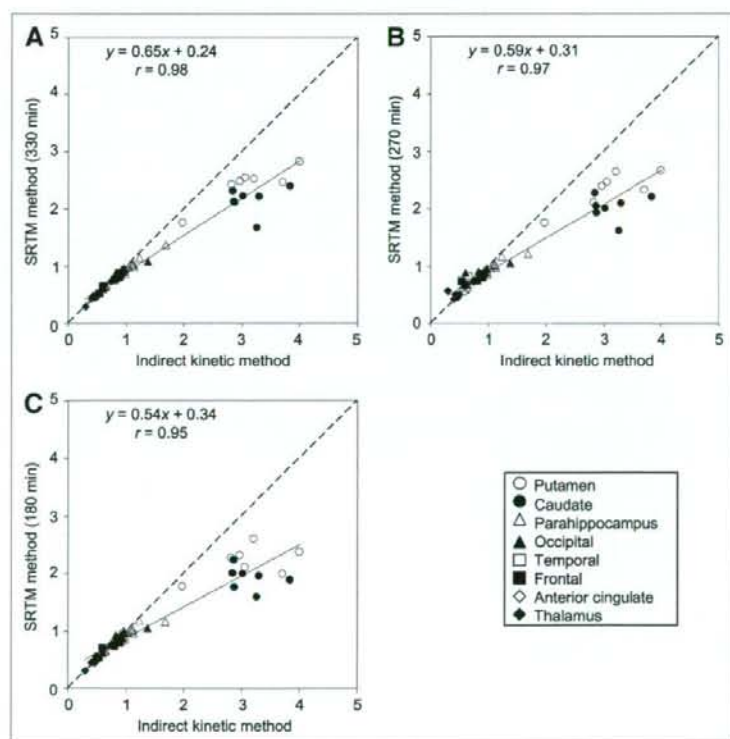 A
y = 0.65x + 0.24
r = 0.98
SRTM method (330 min)
5
4
3
2
1
0
0 1 2 3 4 5
Indirect kinetic method
B
y = 0.59x + 0.31
r = 0.97
SRTM method (270 min)
5
4
3
2
1
0
0 1 2 3 4 5
Indirect kinetic method
C
y = 0.54x + 0.34
r = 0.95
SRTM method (180 min)
5
4
3
2
1
0
0 1 2 3 4 5
Indirect kinetic method
Putamen
Caudate
Parahippocampus
Occipital
Temporal
Frontal
Anterior cingulate
Thalamus